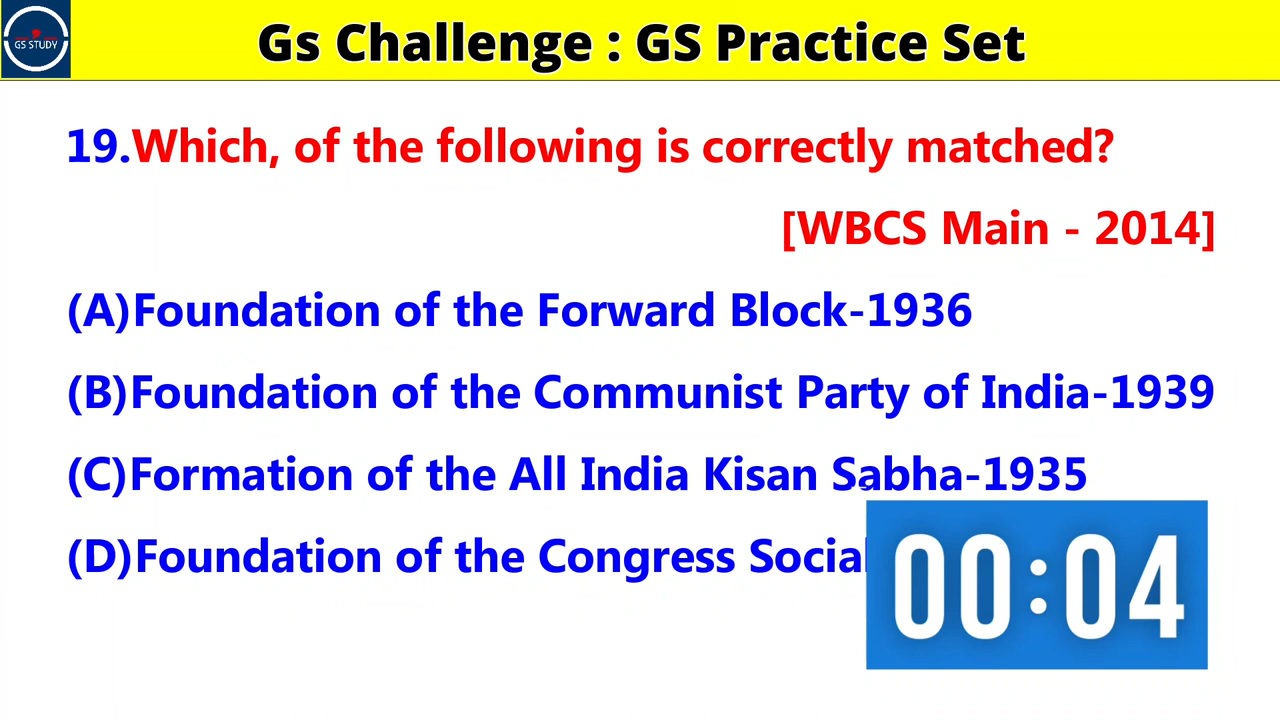 GS STUDY
Gs Challenge : GS Practice Set
19.Which, of the following is correctly matched?
[WBCS Main - 2014]
(A)Foundation of the Forward Block-1936
(B)Foundation of the Communist Party of India-1939
(C)Formation of the All India Kisan Sabha-1935
(D)Foundation of the Congress Social
00:04